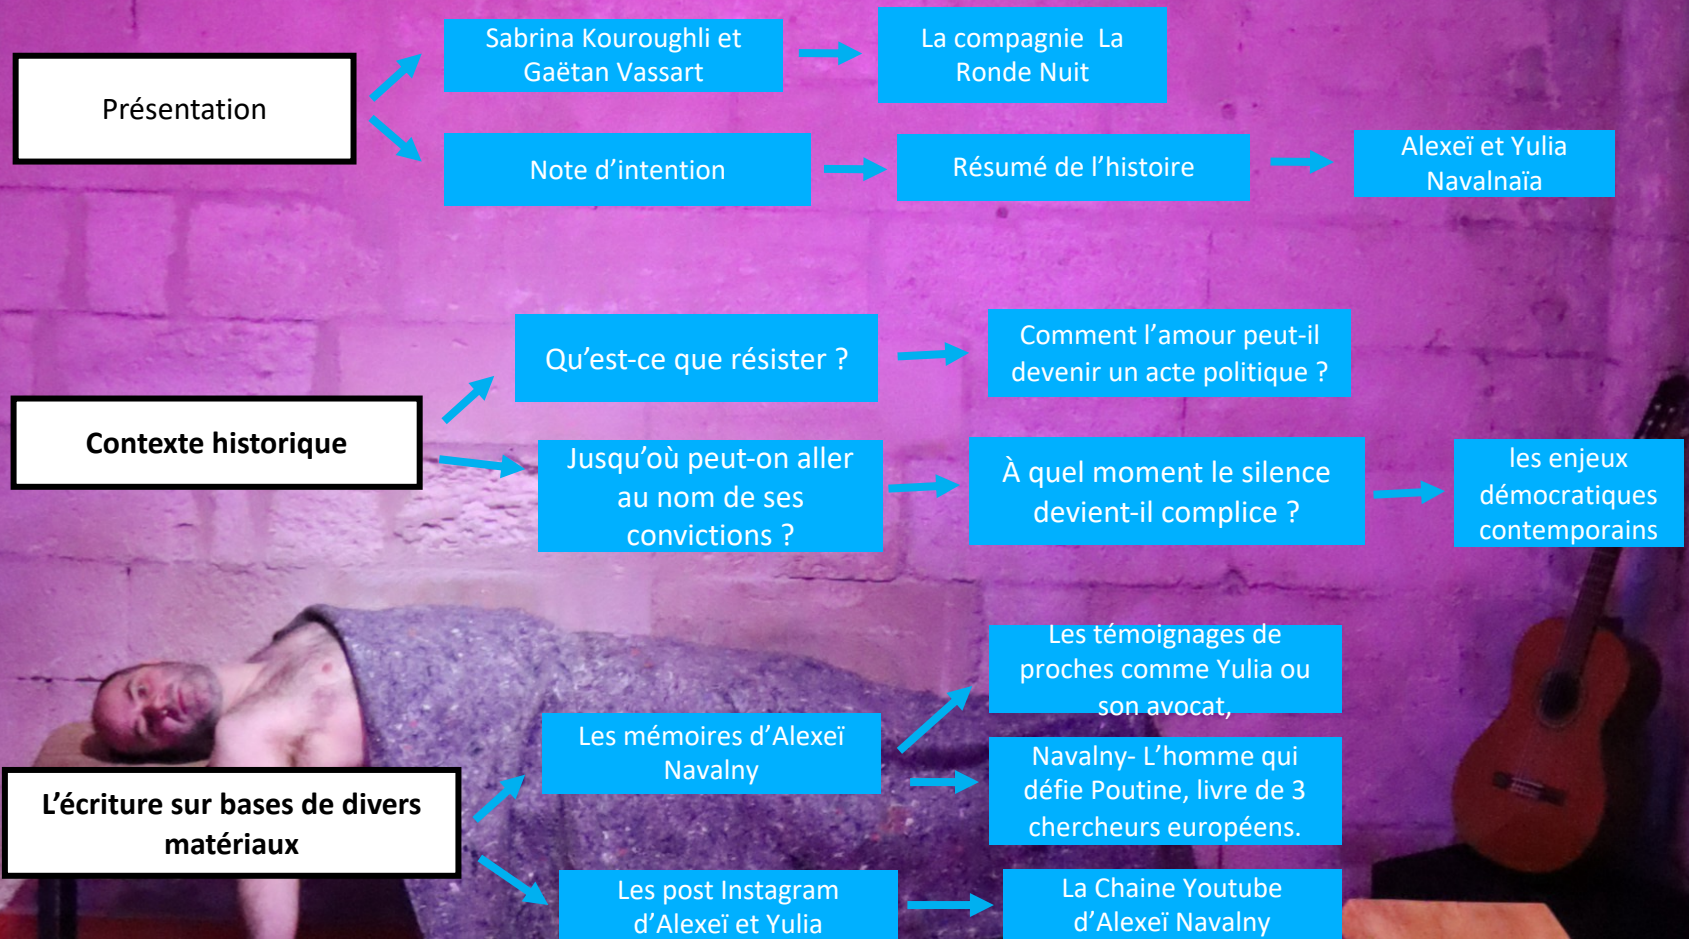 Présentation
Sabrina Kouroughli et
Gaëtan Vassart
La compagnie La
Ronde Nuit
Note d’intention
Résumé de l’histoire
Alexeï et Yulia
Navalnaïa
Contexte historique
Qu’est-ce que résister ?
Comment l’amour peut-il
devenir un acte politique ?
Jusqu’où peut-on aller
au nom de ses
convictions ?
À quel moment le silence
devient-il complice ?
les enjeux
démocratiques
contemporains
L’écriture sur bases de divers
matériaux
Les mémoires d’Alexeï
Navalny
Les témoignages de
proches comme Yulia ou
son avocat,
Navalny- L’homme qui
défie Poutine, livre de 3
chercheurs européens.
Les post Instagram
d’Alexeï et Yulia
La Chaine Youtube
d’Alexeï Navalny